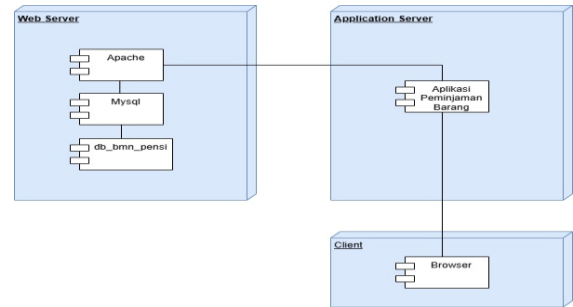 Web Server
Apache
Mysql
db_bmn_pensi
Application Server
Aplikasi
Peminjaman
Barang
Client
Browser